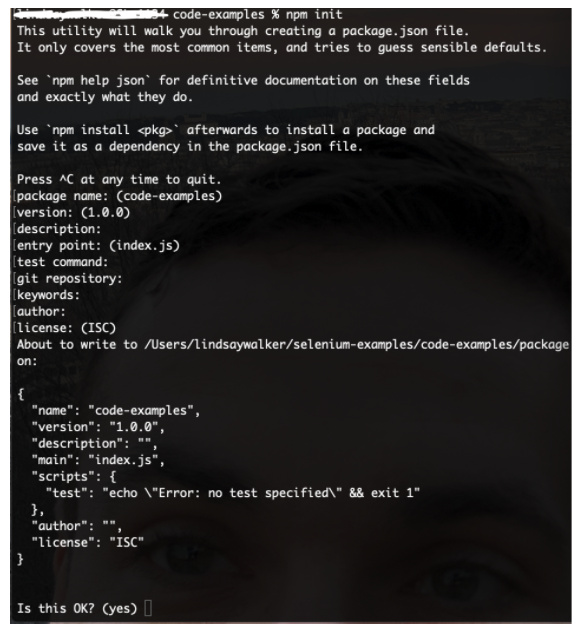 code-examples % npm init
This utility will walk you through creating a package.json file.
It only covers the most common items, and tries to guess sensible defaults.
See `npm help json` for definitive documentation on these fields
and exactly what they do.
Use `npm install <pkg>` afterwards to install a package and
save it as a dependency in the package.json file.
Press ^C at any time to quit.
[package name: (code-examples)
[version: (1.0.0)
[description:
[entry point: (index.js)
[test command:
[git repository:
[keywords:
[author:
[license: (ISC)
About to write to /Users/lindsaywalker/selenium-examples/code-examples/package
on:
{
  "name": "code-examples",
  "version": "1.0.0",
  "description": "",
  "main": "index.js",
  "scripts": {
    "test": "echo \"Error: no test specified\" && exit 1"
  },
  "author": "",
  "license": "ISC"
}
Is this OK? (yes)